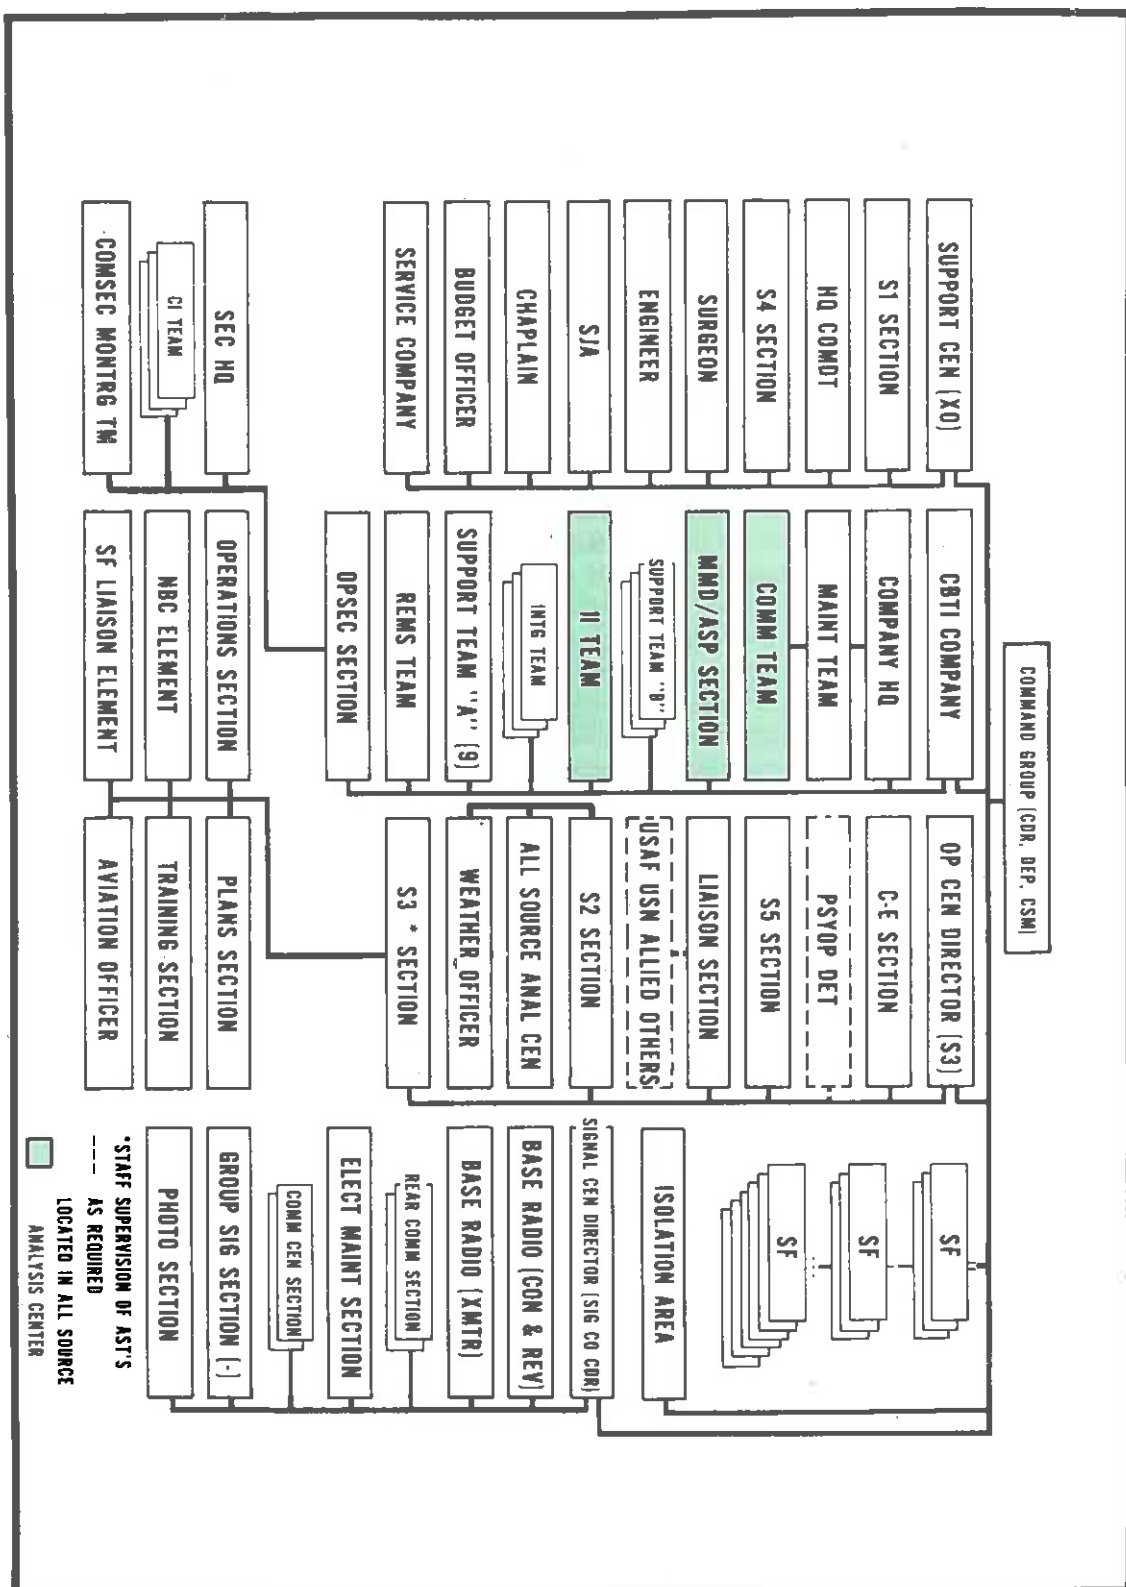 COMMAND GROUP (CDR, DEP, CSM)
SUPPORT CEN (XO)
S1 SECTION
HQ COMDT
S4 SECTION
SURGEON
ENGINEER
SJA
CHAPLAIN
BUDGET OFFICER
SERVICE COMPANY
SEC HQ
CI TEAM
COMSEC MONTRG TM
CBTI COMPANY
COMPANY HQ
MAINT TEAM
COMM TEAM
MMD/ASP SECTION
SUPPORT TEAM "B"
II TEAM
INTG TEAM
SUPPORT TEAM "A" (9)
REMS TEAM
OPSEC SECTION
OPERATIONS SECTION
NBC ELEMENT
SF LIAISON ELEMENT
OP CEN DIRECTOR (S3)
C-E SECTION
PSYOP DET
S5 SECTION
LIAISON SECTION
USAF USN ALLIED OTHERS
S2 SECTION
ALL SOURCE ANAL CEN
WEATHER OFFICER
S3 * SECTION
PLANS SECTION
TRAINING SECTION
AVIATION OFFICER
SF
SF
SF
ISOLATION AREA
SIGNAL CEN DIRECTOR (SIG CO CDR)
BASE RADIO (CON & REV)
BASE RADIO (XMTR)
REAR COMM SECTION
ELECT MAINT SECTION
COMM CEN SECTION
GROUP SIG SECTION (-)
PHOTO SECTION
*STAFF SUPERVISION OF AST'S
--- AS REQUIRED
LOCATED IN ALL SOURCE
ANALYSIS CENTER